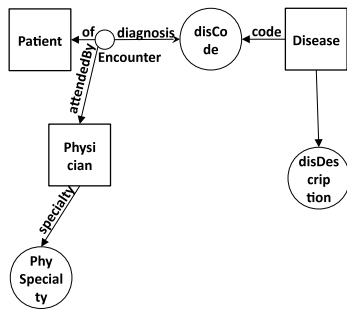 Patient
of
diagnosis
disCo
de
code
Disease
Encounter
attendedBy
Physi
cian
disDes
crip
tion
specialty
Phy
Special
ty